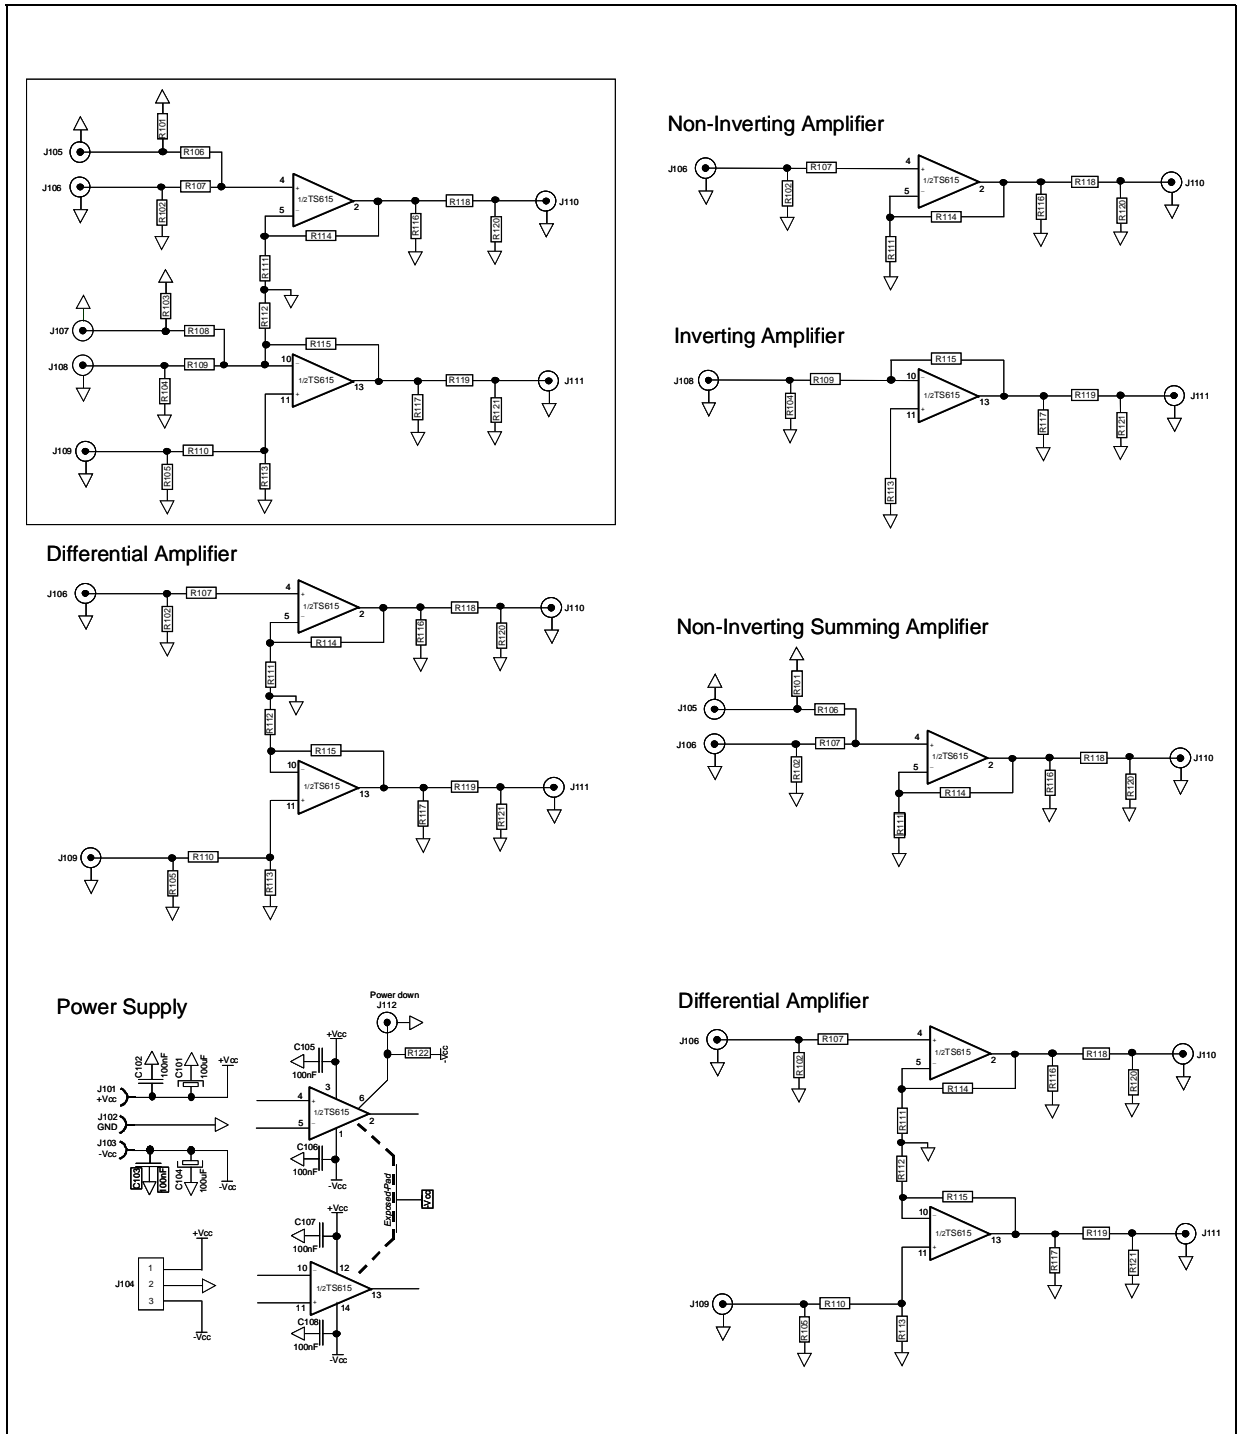 R101
J105
R106
J106
R107
4
+
1/2TS615
2
5
−
R118
J110
R102
R116
R120
R114
R111
R103
R112
J107
R108
R115
J108
R109
10
−
1/2TS615
13
11
+
R119
J111
R104
R117
R121
J109
R110
R105
R113
Non-Inverting Amplifier
J106
R107
4
+
1/2TS615
2
5
−
R118
J110
R102
R116
R120
R114
R111
Inverting Amplifier
R115
J108
R109
10
−
1/2TS615
13
11
+
R119
J111
R104
R117
R121
R113
Differential Amplifier
J106
R107
4
+
1/2TS615
2
5
−
R118
J110
R102
R116
R120
R114
R111
R112
R115
10
−
1/2TS615
13
11
+
R119
J111
R117
R121
J109
R110
R105
R113
Non-Inverting Summing Amplifier
R101
J105
R106
J106
R107
4
+
1/2TS615
2
5
−
R118
J110
R102
R116
R120
R114
R111
Power Supply
Power down
J112
R122
-Vcc
C102
100nF
C101
100uF
+Vcc
J101
+Vcc
J102
GND
J103
-Vcc
C103
100nF
C104
100uF
-Vcc
+Vcc
C105
100nF
3
6
4
+
1/2TS615
2
5
−
1
C106
100nF
-Vcc
Exposed-Pad
-Vcc
+Vcc
C107
100nF
12
10
−
1/2TS615
13
11
+
14
C108
100nF
-Vcc
+Vcc
J104
1
2
3
-Vcc
Differential Amplifier
J106
R107
4
+
1/2TS615
2
5
−
R118
J110
R102
R116
R120
R114
R111
R112
R115
10
−
1/2TS615
13
11
+
R119
J111
R117
R121
J109
R110
R105
R113